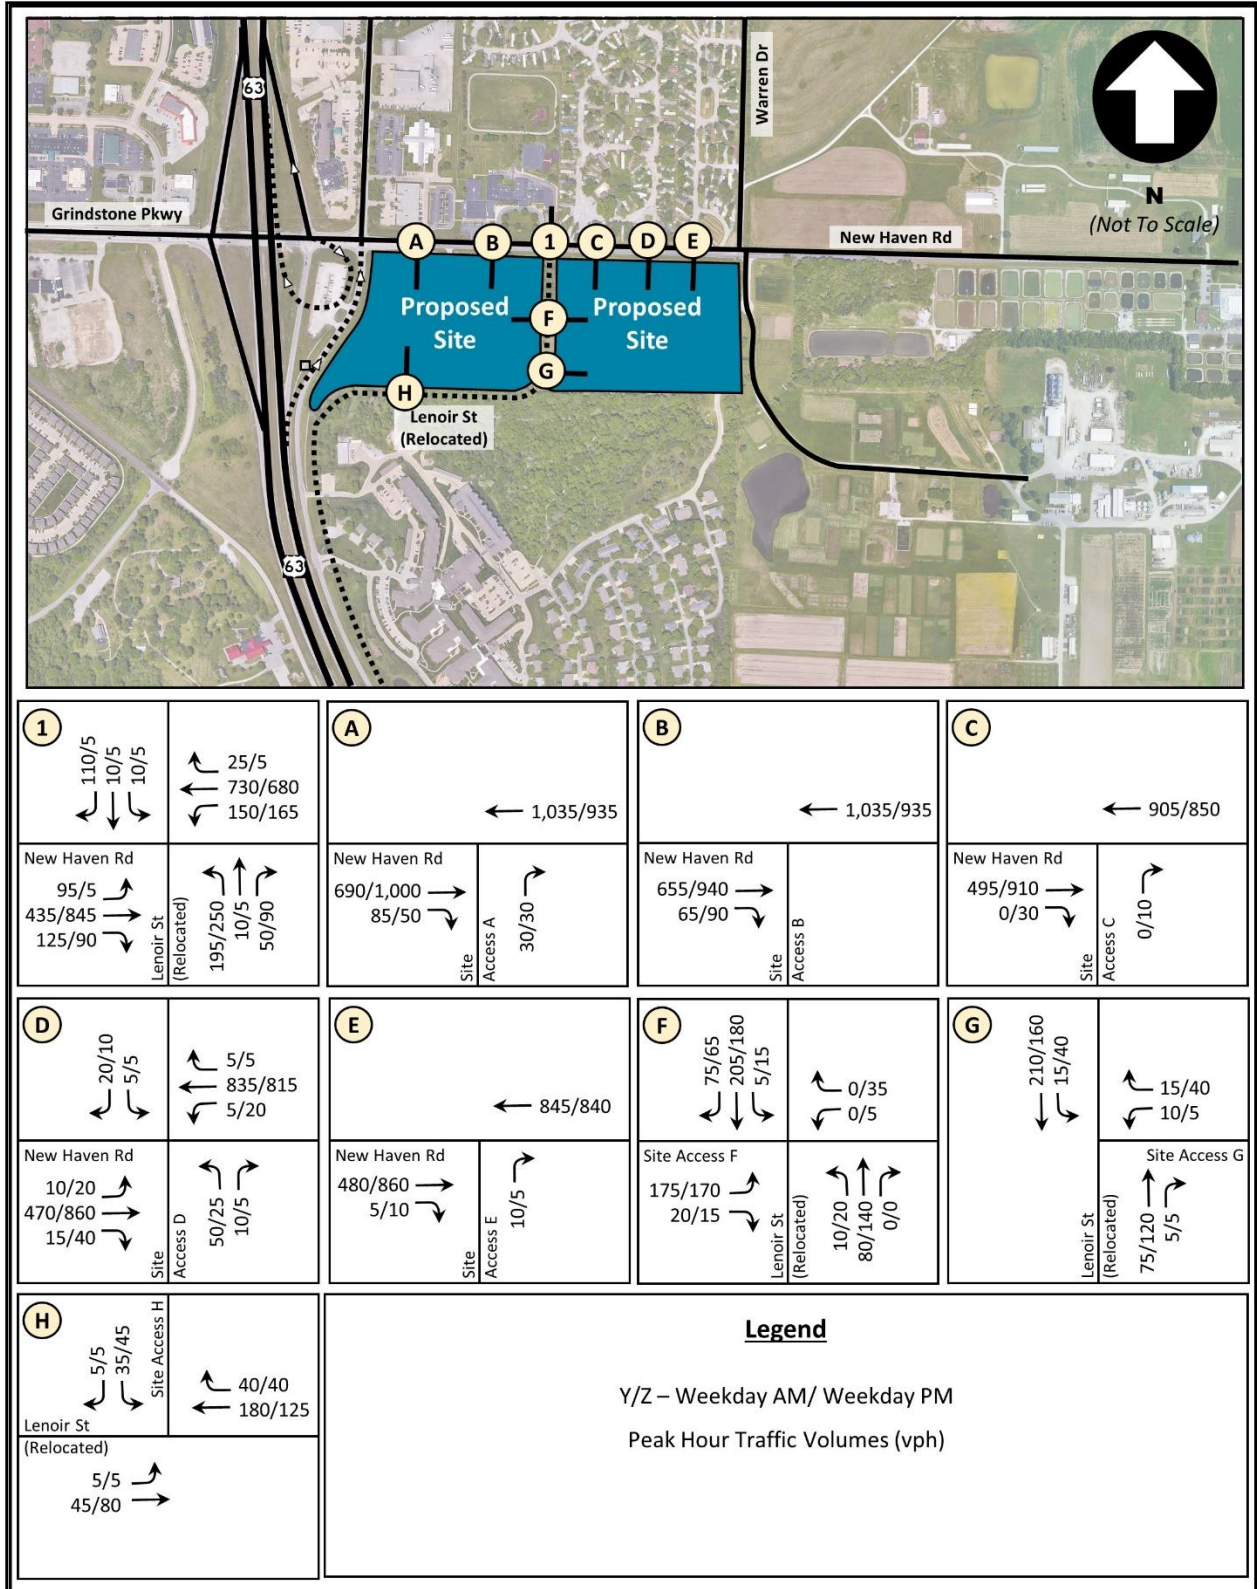 63
Warren Dr
N
(Not To Scale)
Grindstone Pkwy
New Haven Rd
A
B
1
C
D
E
Proposed
Site
Proposed
Site
F
G
H
Lenoir St
(Relocated)
63
1
110/5
10/5
10/5
25/5
730/680
150/165
New Haven Rd
95/5
435/845
125/90
Lenoir St
(Relocated)
195/250
10/5
50/90
A
1,035/935
New Haven Rd
690/1,000
85/50
Site
Access A
30/30
B
1,035/935
New Haven Rd
655/940
65/90
Site
Access B
C
905/850
New Haven Rd
495/910
0/30
Site
Access C
0/10
D
20/10
5/5
5/5
835/815
5/20
New Haven Rd
10/20
470/860
15/40
Site
Access D
50/25
10/5
E
845/840
New Haven Rd
480/860
5/10
Site
Access E
10/5
F
75/65
205/180
5/15
0/35
0/5
Site Access F
175/170
20/15
Lenoir St
(Relocated)
10/20
80/140
0/0
G
210/160
15/40
15/40
10/5
Site Access G
Lenoir St
(Relocated)
75/120
5/5
H
5/5
35/45
Site Access H
40/40
180/125
Lenoir St
(Relocated)
5/5
45/80
Legend
Y/Z – Weekday AM/ Weekday PM
Peak Hour Traffic Volumes (vph)